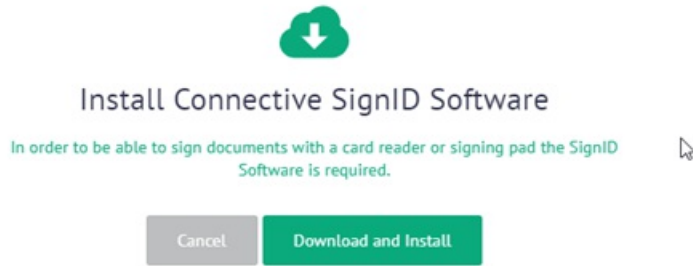 Install Connective SignID Software
In order to be able to sign documents with a card reader or signing pad the SignID
Software is required.
Cancel
Download and Install